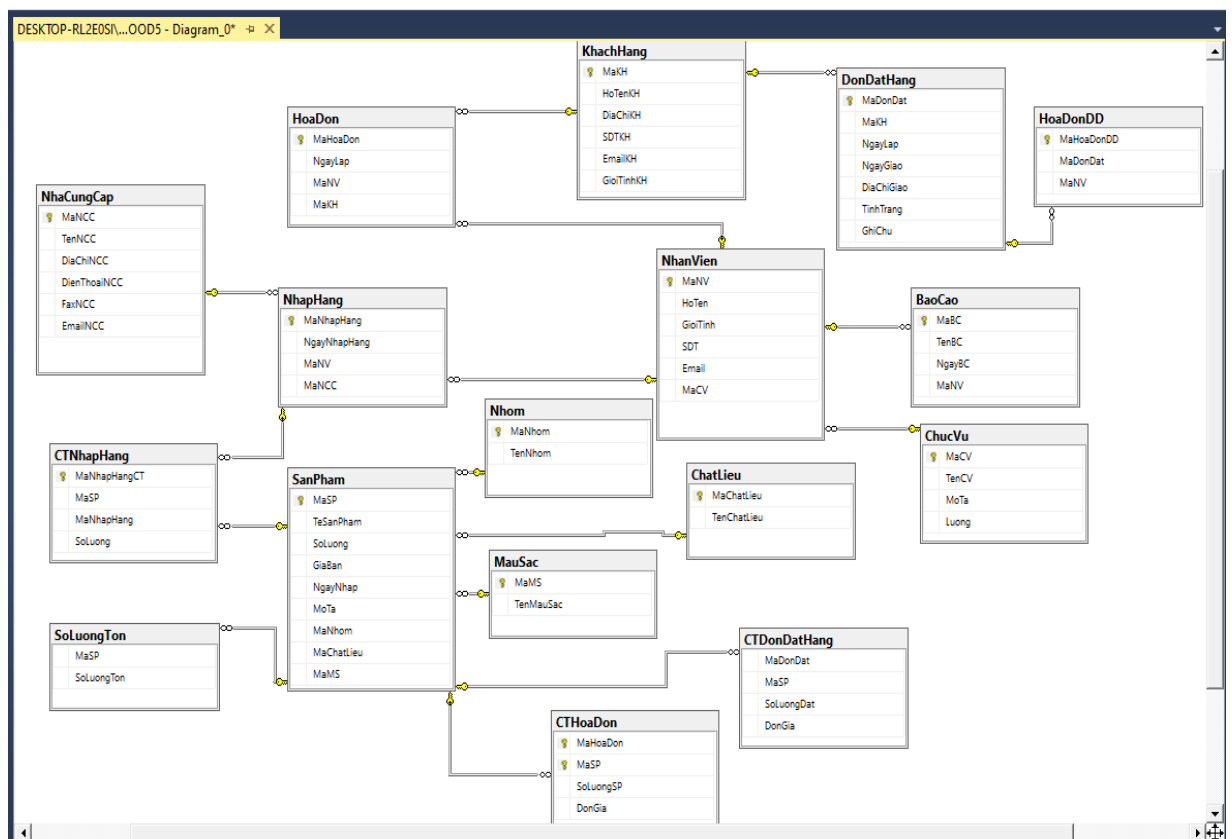 DESKTOP-RL2E0SI\...OOD5 - Diagram_0*
KhachHang
MaKH
HoTenKH
DiaChiKH
SDTKH
EmailKH
GioiTinhKH
DonDatHang
MaDonDat
MaKH
NgayLap
NgayGiao
DiaChiGiao
TinhTrang
GhiChu
HoaDonDD
MaHoaDonDD
MaDonDat
MaNV
HoaDon
MaHoaDon
NgayLap
MaNV
MaKH
NhaCungCap
MaNCC
TenNCC
DiaChiNCC
DienThoaiNCC
FaxNCC
EmailNCC
NhanVien
MaNV
HoTen
GioiTinh
SDT
Email
MaCV
NhapHang
MaNhapHang
NgayNhapHang
MaNV
MaNCC
BaoCao
MaBC
TenBC
NgayBC
MaNV
Nhom
MaNhom
TenNhom
ChucVu
MaCV
TenCV
MoTa
Luong
CTNhapHang
MaNhapHangCT
MaSP
MaNhapHang
SoLuong
SanPham
MaSP
TeSanPham
SoLuong
GiaBan
NgayNhap
MoTa
MaNhom
MaChatLieu
MaMS
ChatLieu
MaChatLieu
TenChatLieu
MauSac
MaMS
TenMauSac
SoLuongTon
MaSP
SoLuongTon
CTDonDatHang
MaDonDat
MaSP
SoLuongDat
DonGia
CTHoaDon
MaHoaDon
MaSP
SoLuongSP
DonGia